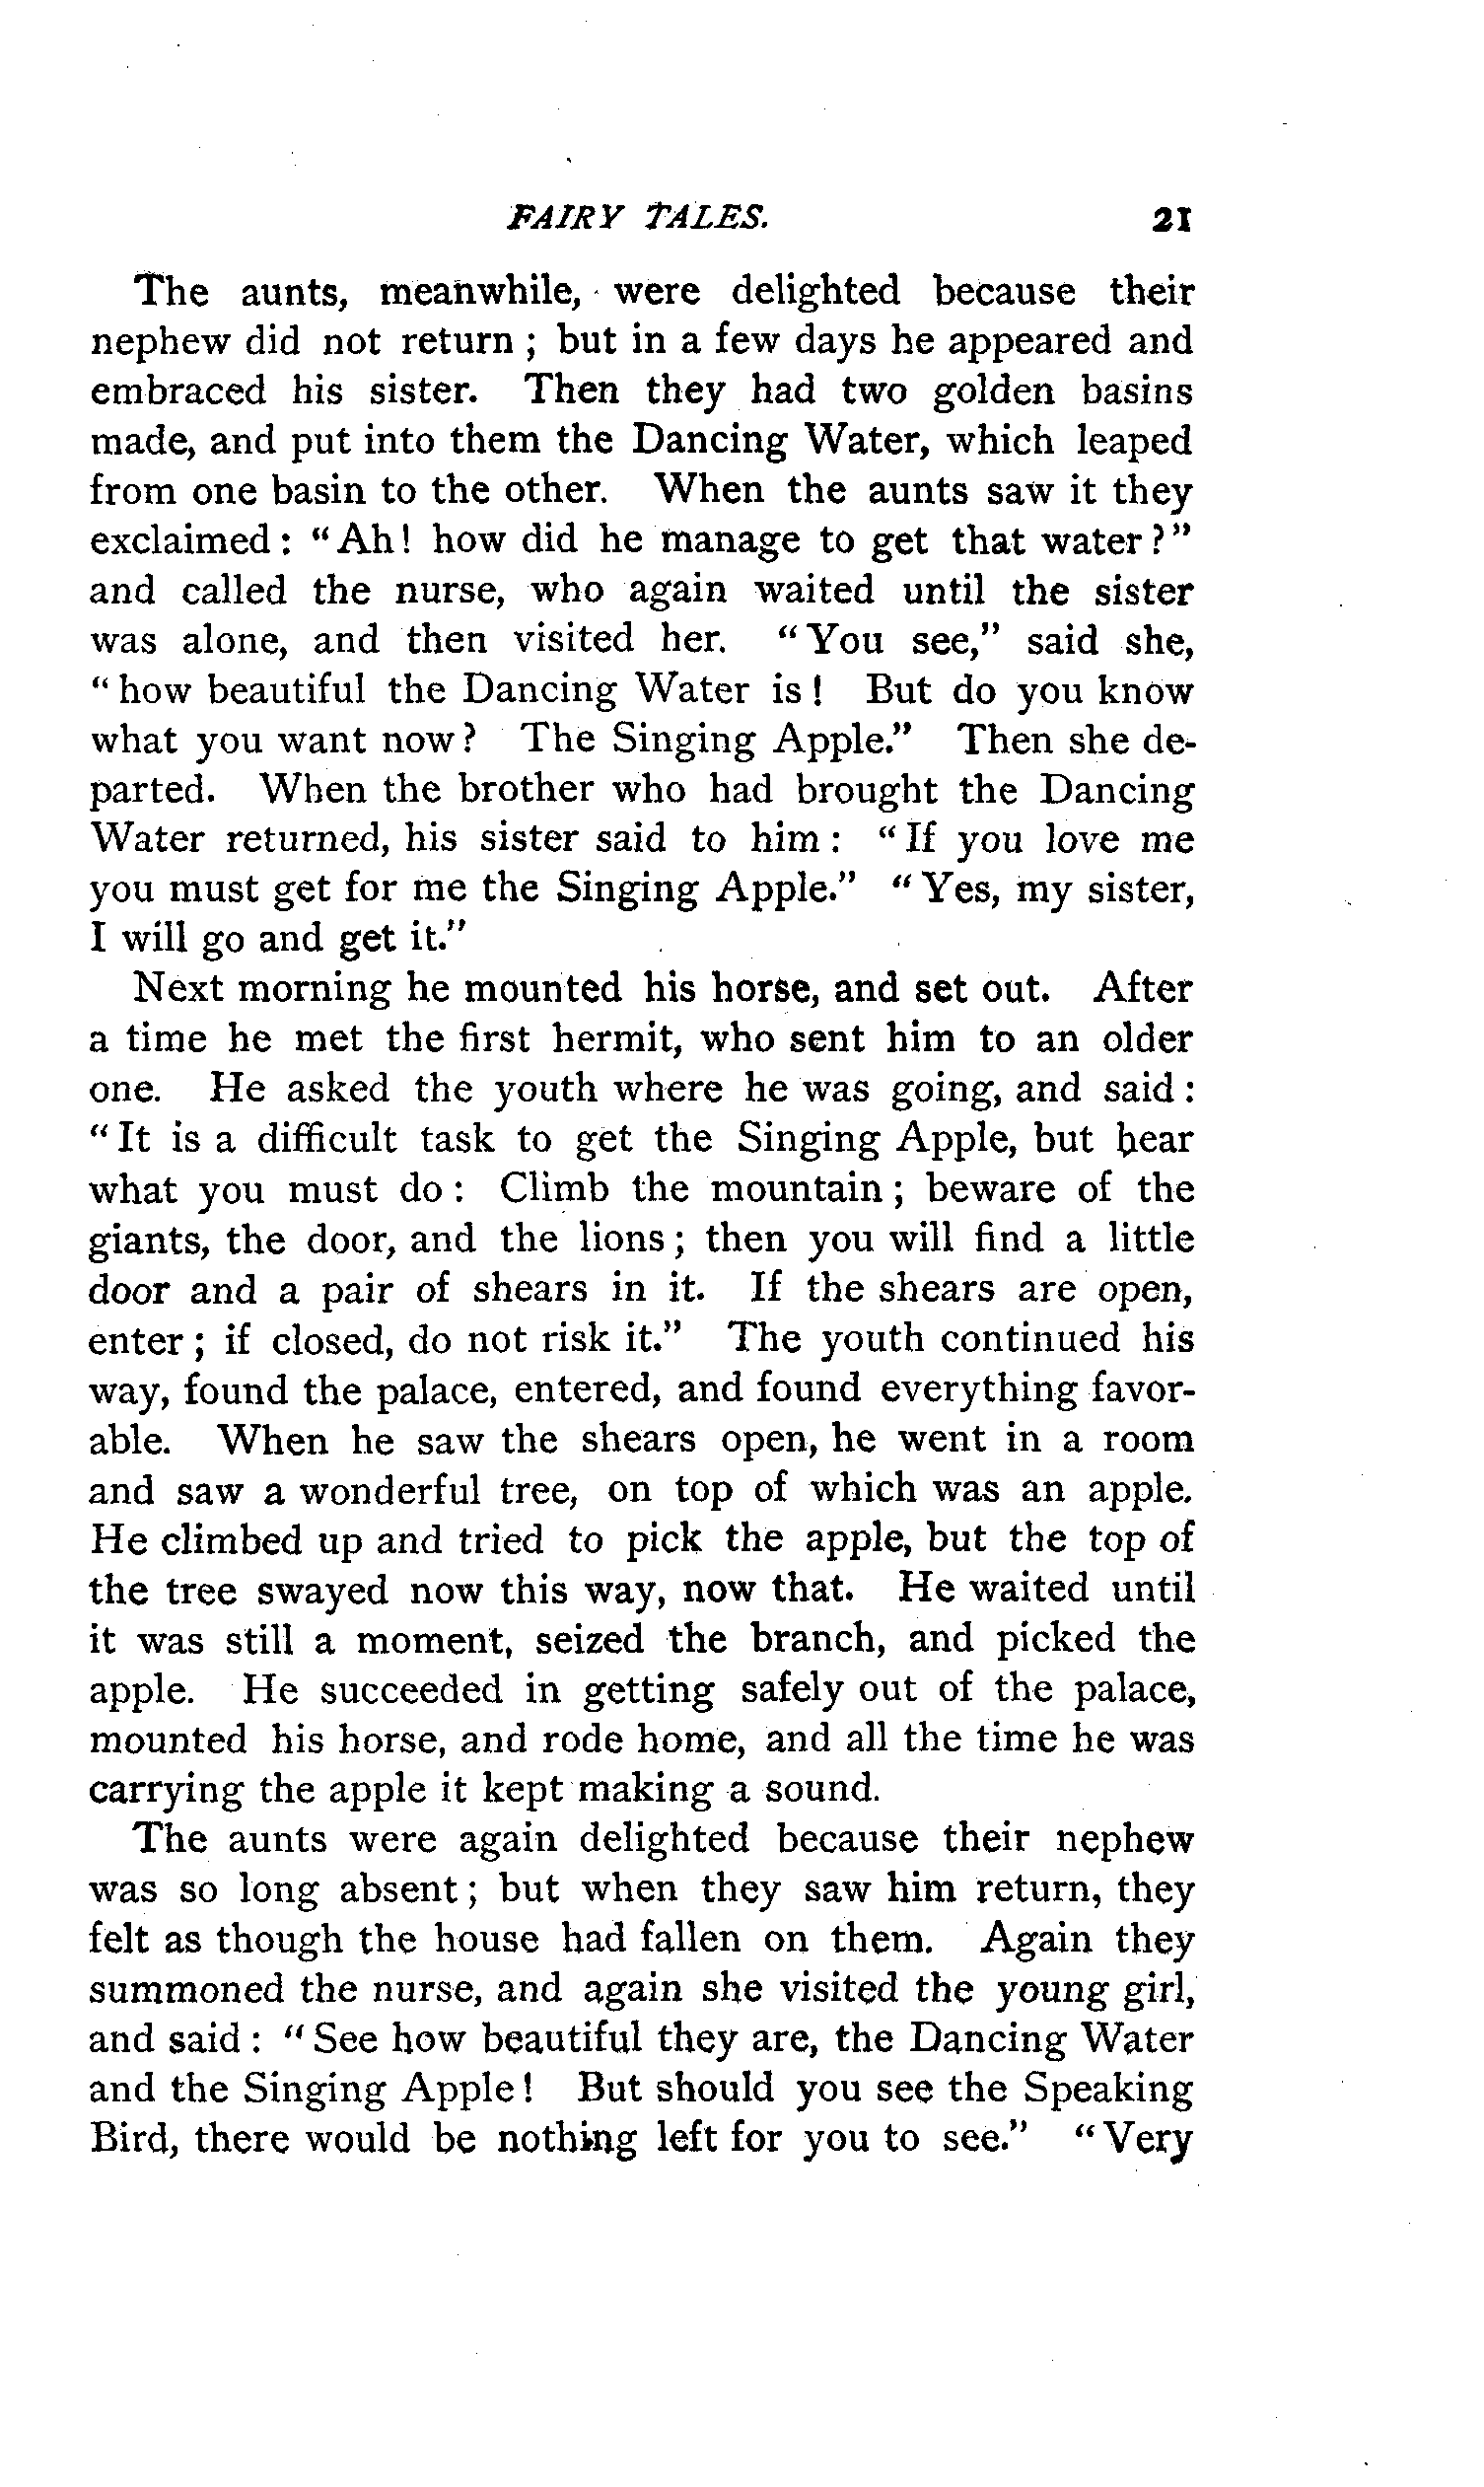 FAIRY TALES. 21
The aunts, meanwhile, were delighted because their
nephew did not return ; but in a few days he appeared and
embraced his sister. Then they had two golden basins
made, and put into them the Dancing Water, which leaped
from one basin to the other. When the aunts saw it they
exclaimed : "Ah! how did he manage to get that water ?"
and called the nurse, who again waited until the sister
was alone, and then visited her. "You see," said she,
"how beautiful the Dancing Water is ! But do you know
what you want now ? The Singing Apple." Then she de-
parted. When the brother who had brought the Dancing
Water returned, his sister said to him : "If you love me
you must get for me the Singing Apple." "Yes, my sister,
I will go and get it."
Next morning he mounted his horse, and set out. After
a time he met the first hermit, who sent him to an older
one. He asked the youth where he was going, and said :
"It is a difficult task to get the Singing Apple, but hear
what you must do : Climb the mountain ; beware of the
giants, the door, and the lions ; then you will find a little
door and a pair of shears in it. If the shears are open,
enter ; if closed, do not risk it." The youth continued his
way, found the palace, entered, and found everything favor-
able. When he saw the shears open, he went in a room
and saw a wonderful tree, on top of which was an apple.
He climbed up and tried to pick the apple, but the top of
the tree swayed now this way, now that. He waited until
it was still a moment, seized the branch, and picked the
apple. He succeeded in getting safely out of the palace,
mounted his horse, and rode home, and all the time he was
carrying the apple it kept making a sound.
The aunts were again delighted because their nephew
was so long absent ; but when they saw him return, they
felt as though the house had fallen on them. Again they
summoned the nurse, and again she visited the young girl,
and said : "See how beautiful they are, the Dancing Water
and the Singing Apple ! But should you see the Speaking
Bird, there would be nothing left for you to see." "Very